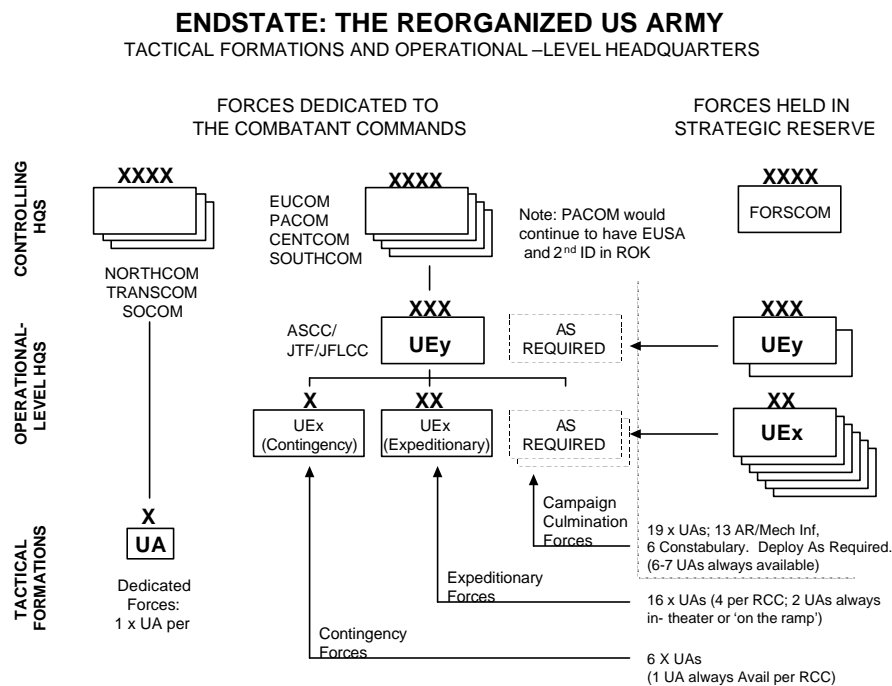 ENDSTATE: THE REORGANIZED US ARMY
TACTICAL FORMATIONS AND OPERATIONAL –LEVEL HEADQUARTERS
FORCES DEDICATED TO
THE COMBATANT COMMANDS
FORCES HELD IN
STRATEGIC RESERVE
CONTROLLING
HQS
XXXX
NORTHCOM
TRANSCOM
SOCOM
EUCOM
PACOM
CENTCOM
SOUTHCOM
XXXX
Note: PACOM would
continue to have EUSA
and 2nd ID in ROK
XXXX
FORSCOM
OPERATIONAL-
LEVEL HQS
ASCC/
JTF/JFLCC
XXX
UEy
AS
REQUIRED
XXX
UEy
X
UEx
(Contingency)
XX
UEx
(Expeditionary)
AS
REQUIRED
XX
UEx
TACTICAL
FORMATIONS
X
UA
Dedicated
Forces:
1 x UA per
Campaign
Culmination
Forces
19 x UAs; 13 AR/Mech Inf,
6 Constabulary. Deploy As Required.
(6-7 UAs always available)
Expeditionary
Forces
16 x UAs (4 per RCC; 2 UAs always
in- theater or ‘on the ramp’)
Contingency
Forces
6 X UAs
(1 UA always Avail per RCC)